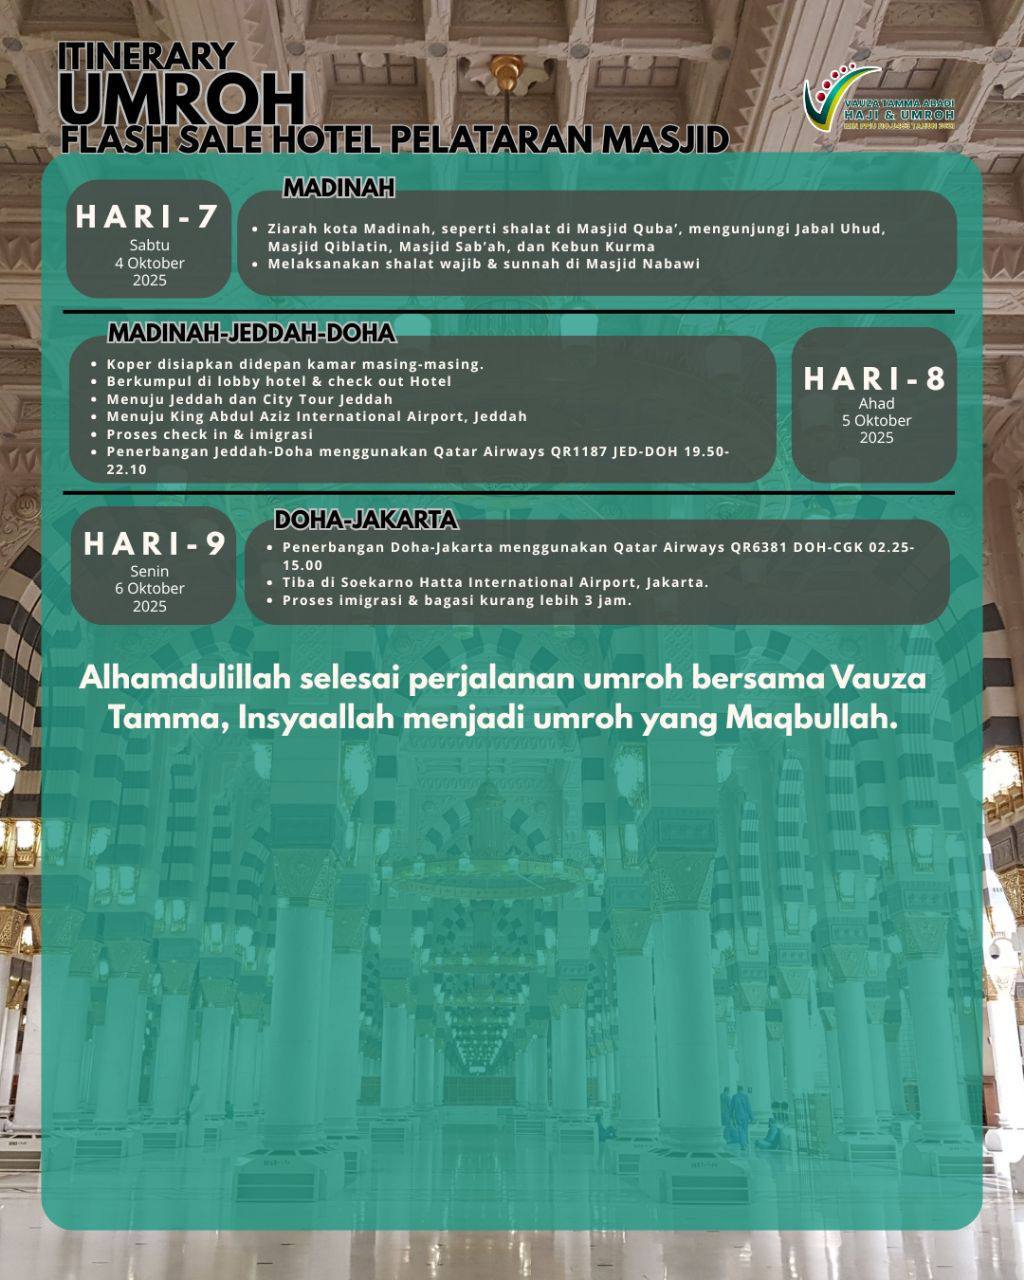 ITINERARY
UMROH
FLASH SALE HOTEL PELATARAN MASJID
VAUZA TAMMA ABADI
HAJI & UMROH
HARI-7
Sabtu
4 Oktober
2025
MADINAH
• Ziarah kota Madinah, seperti shalat di Masjid Quba’, mengunjungi Jabal Uhud,
Masjid Qiblatin, Masjid Sab’ah, dan Kebun Kurma
• Melaksanakan shalat wajib & sunnah di Masjid Nabawi
MADINAH-JEDDAH-DOHA
• Koper disiapkan didepan kamar masing-masing.
• Berkumpul di lobby hotel & check out Hotel
• Menuju Jeddah dan City Tour Jeddah
• Menuju King Abdul Aziz International Airport, Jeddah
• Proses check in & imigrasi
• Penerbangan Jeddah-Doha menggunakan Qatar Airways QR1187 JED-DOH 19.50-
22.10
HARI-8
Ahad
5 Oktober
2025
HARI-9
Senin
6 Oktober
2025
DOHA-JAKARTA
• Penerbangan Doha-Jakarta menggunakan Qatar Airways QR6381 DOH-CGK 02.25-
15.00
• Tiba di Soekarno Hatta International Airport, Jakarta.
• Proses imigrasi & bagasi kurang lebih 3 jam.
Alhamdulillah selesai perjalanan umroh bersama Vauza
Tamma, Insyaallah menjadi umroh yang Maqbullah.